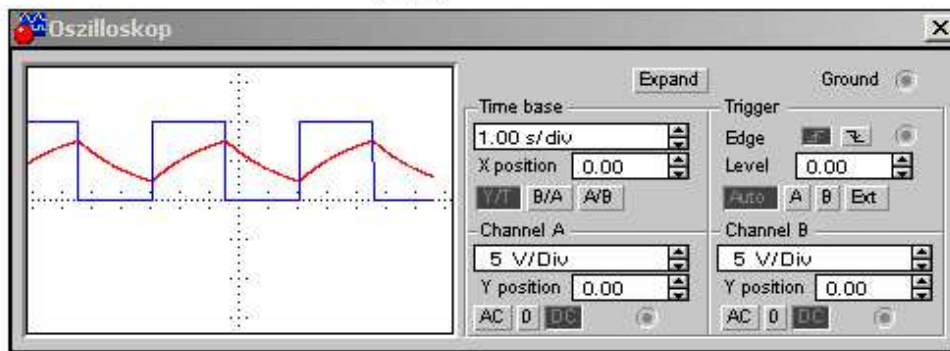 Oszilloskop
Expand
Ground
Time base
1.00 s/div
X position 0.00
Y/T B/A A/B
Trigger
Edge
Level 0.00
Auto A B Ext
Channel A
5 V/Div
Y position 0.00
AC 0 DC
Channel B
5 V/Div
Y position 0.00
AC 0 DC